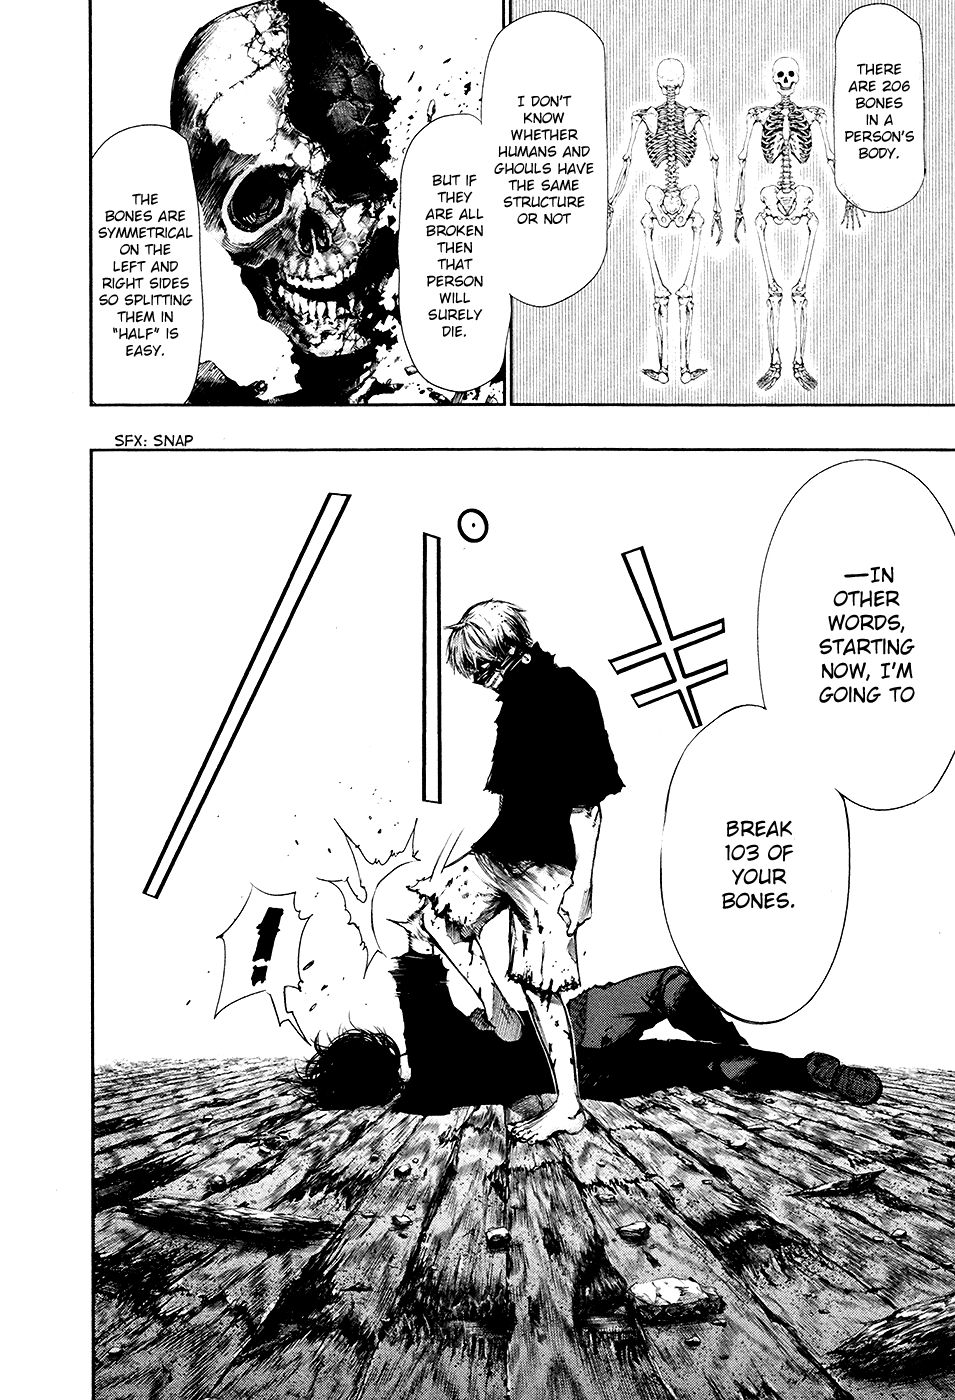 THERE
ARE 206
BONES
IN A
PERSON'S
BODY.
I DON'T
KNOW
WHETHER
HUMANS AND
GHOULS HAVE
THE SAME
STRUCTURE
OR NOT
BUT IF
THEY
ARE ALL
BROKEN
THEN
THAT
PERSON
WILL
SURELY
DIE.
THE
BONES ARE
SYMMETRICAL
ON THE
LEFT AND
RIGHT SIDES
SO SPLITTING
THEM IN
"HALF" IS
EASY.
SFX: SNAP
—IN
OTHER
WORDS,
STARTING
NOW, I'M
GOING TO
BREAK
103 OF
YOUR
BONES.